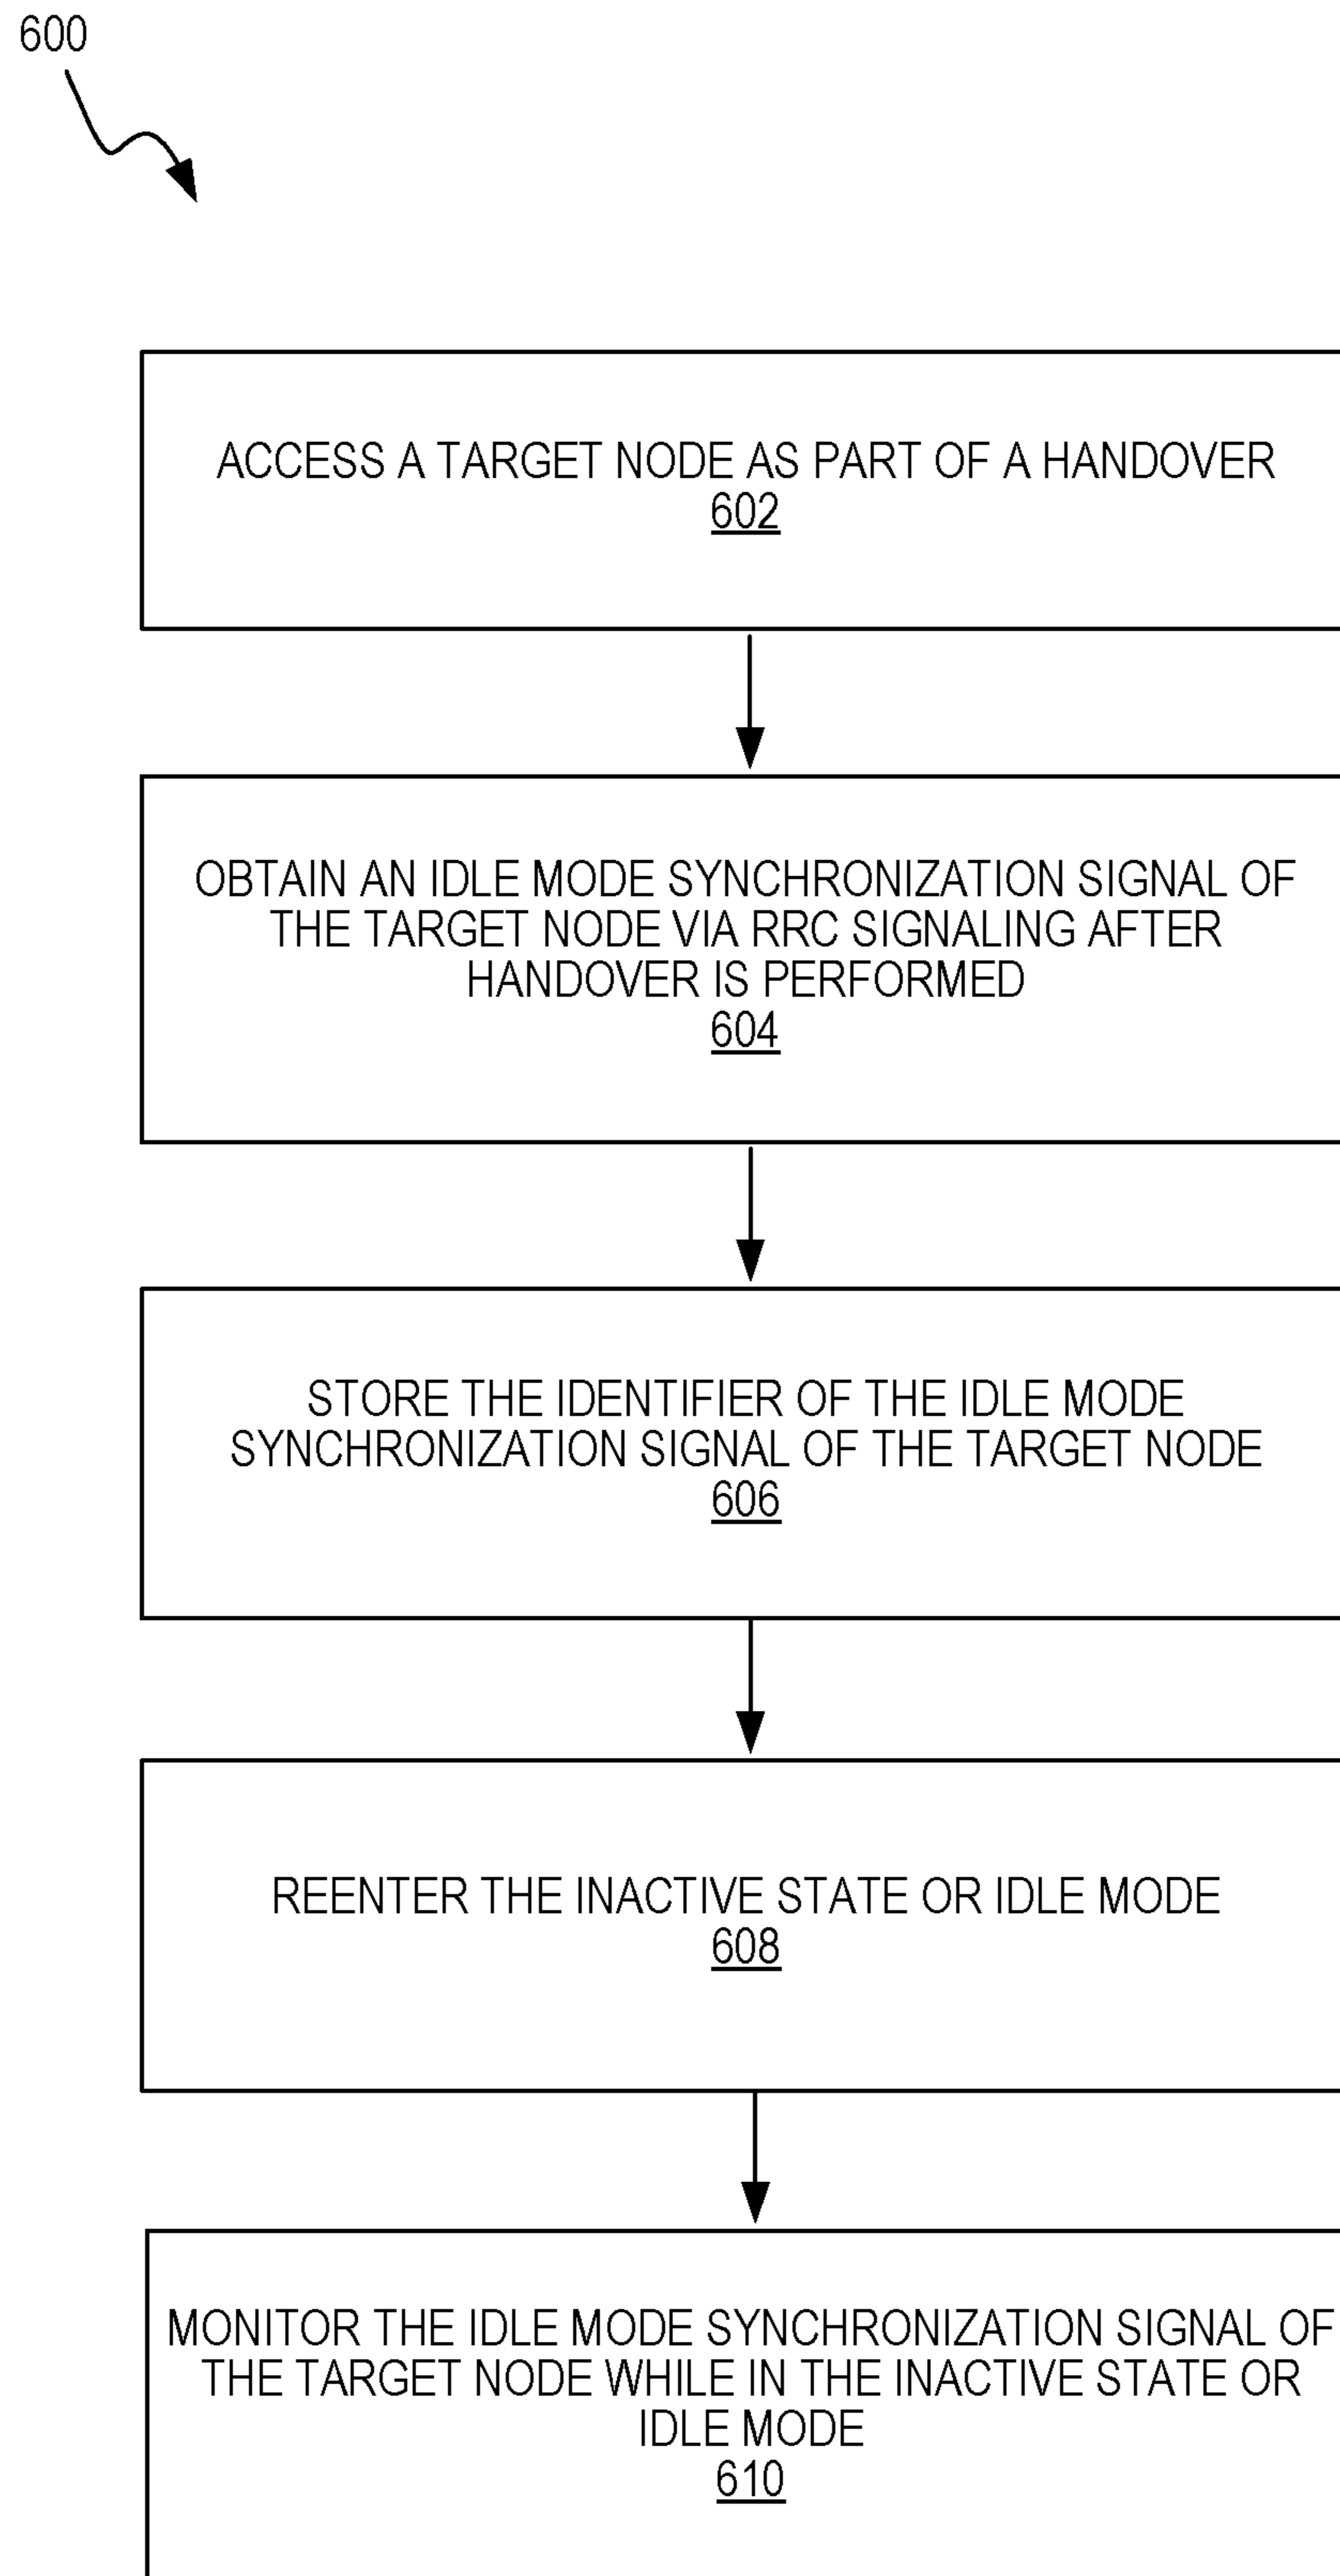 600
ACCESS A TARGET NODE AS PART OF A HANDOVER
602
OBTAIN AN IDLE MODE SYNCHRONIZATION SIGNAL OF
THE TARGET NODE VIA RRC SIGNALING AFTER
HANDOVER IS PERFORMED
604
STORE THE IDENTIFIER OF THE IDLE MODE
SYNCHRONIZATION SIGNAL OF THE TARGET NODE
606
REENTER THE INACTIVE STATE OR IDLE MODE
608
MONITOR THE IDLE MODE SYNCHRONIZATION SIGNAL OF
THE TARGET NODE WHILE IN THE INACTIVE STATE OR
IDLE MODE
610